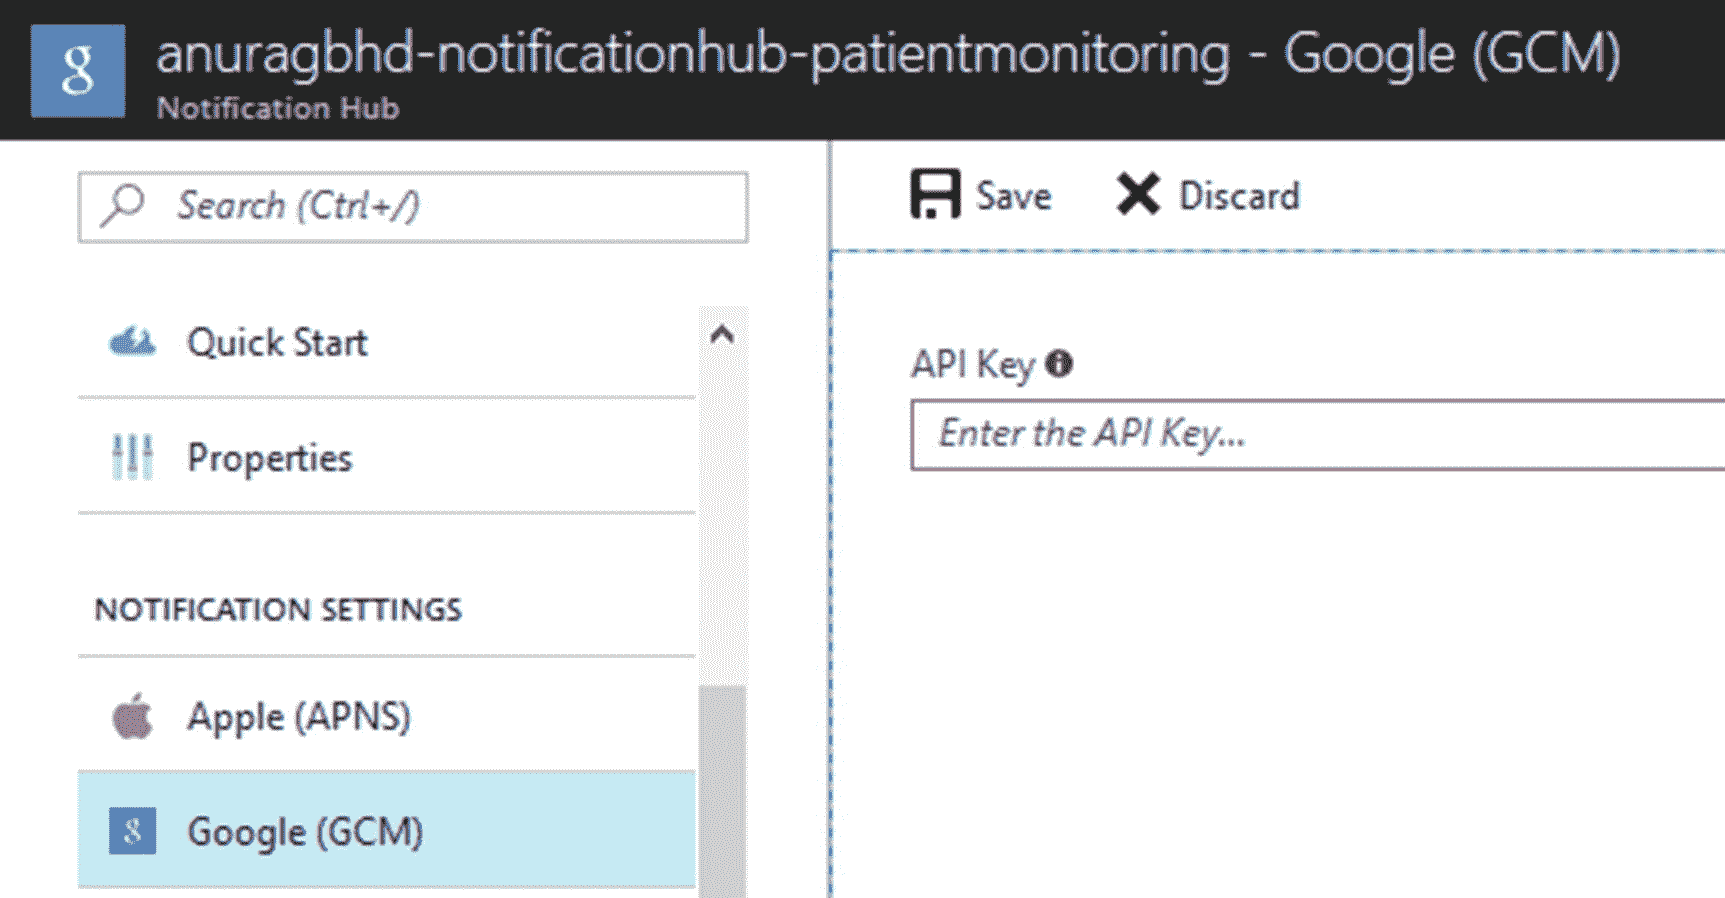 g anuragbhd-notificationhub-patientmonitoring - Google (GCM)
Notification Hub
Search (Ctrl+/)
Quick Start
Properties
NOTIFICATION SETTINGS
Apple (APNS)
g Google (GCM)
Save Discard
API Key
Enter the API Key...